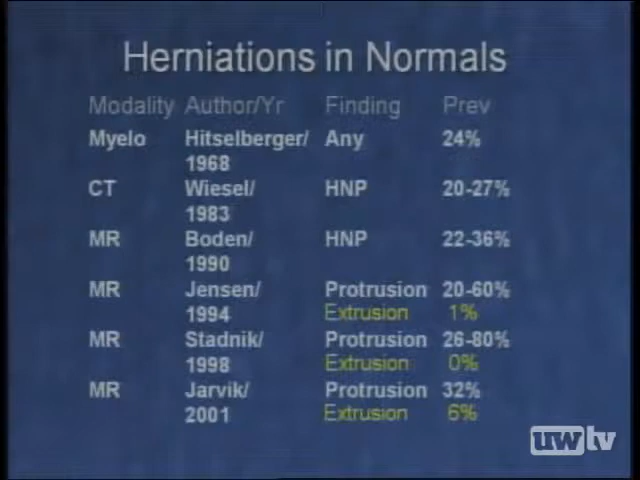 Herniations in Normals
Modality Author/Yr Finding Prev
Myelo Hitselberger/ Any 24%
1968
CT Wiesel/ HNP 20-27%
1983
MR Boden/ HNP 22-36%
1990
MR Jensen/ Protrusion 20-60%
1994 Extrusion 1%
MR Stadnik/ Protrusion 26-80%
1998 Extrusion 0%
MR Jarvik/ Protrusion 32%
2001 Extrusion 6%
uwtv